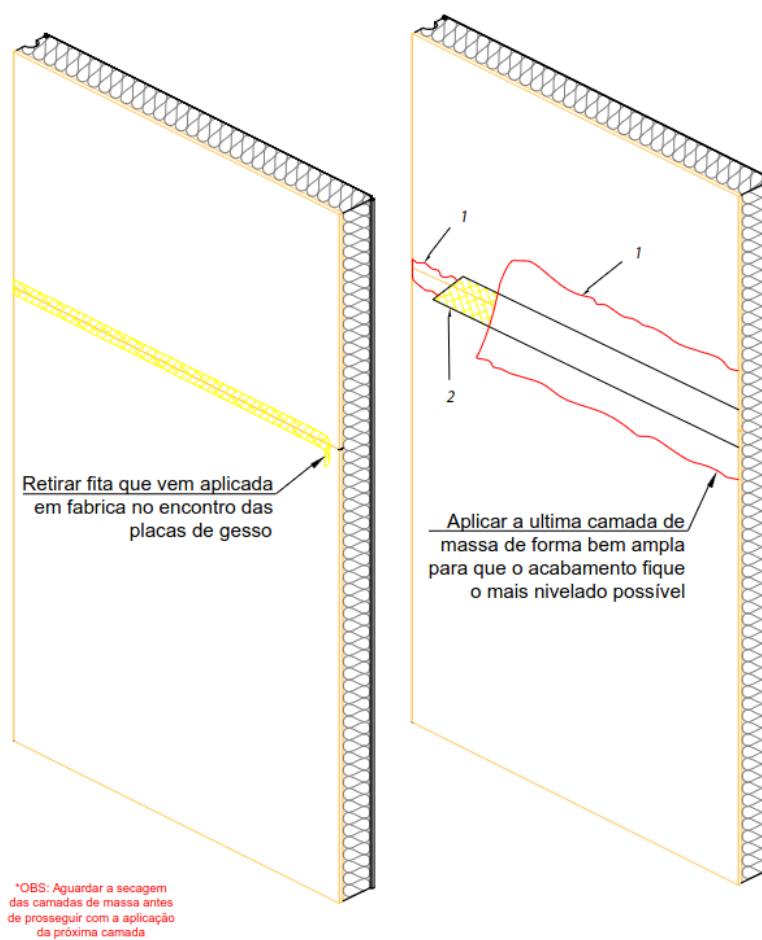 1
1
2
Retirar fita que vem aplicada
em fabrica no encontro das
placas de gesso
Aplicar a ultima camada de
massa de forma bem ampla
para que o acabamento fique
o mais nivelado possível
*OBS: Aguardar a secagem
das camadas de massa antes
de prosseguir com a aplicação
da próxima camada